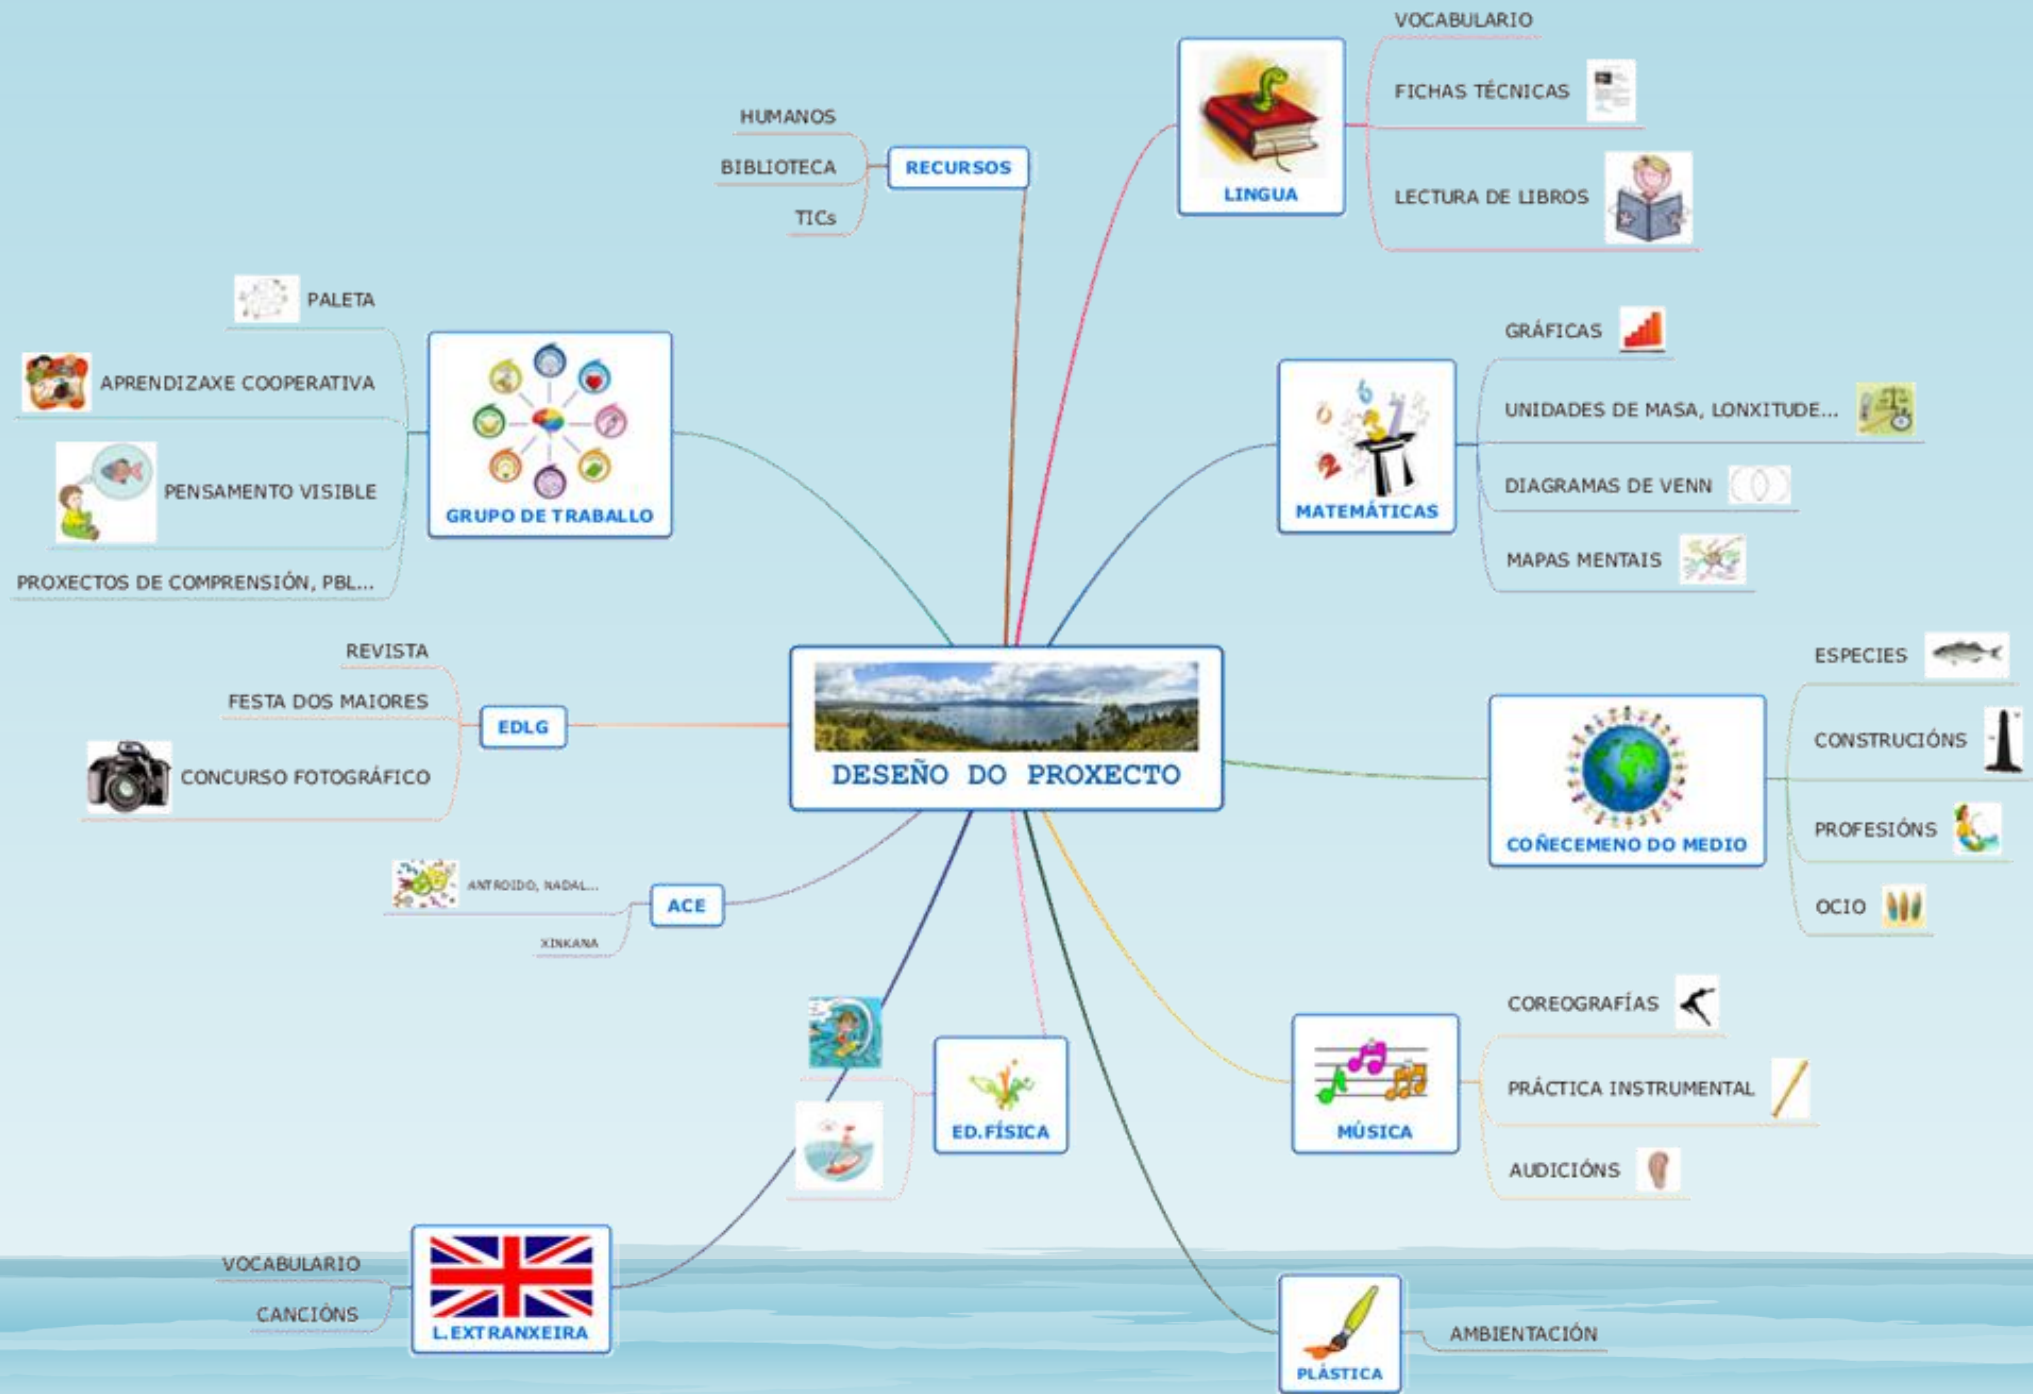 DESEÑO DO PROXECTO
LINGUA
VOCABULARIO
FICHAS TÉCNICAS
LECTURA DE LIBROS
MATEMÁTICAS
GRÁFICAS
UNIDADES DE MASA, LONXITUDE...
DIAGRAMAS DE VENN
MAPAS MENTAIS
COÑECEMENO DO MEDIO
ESPECIES
CONSTRUCIÓNS
PROFESIÓNS
OCIO
MÚSICA
COREOGRAFÍAS
PRÁCTICA INSTRUMENTAL
AUDICIÓNS
PLÁSTICA
AMBIENTACIÓN
ED.FÍSICA
L.EXTRANXEIRA
VOCABULARIO
CANCIÓNS
ACE
ANTROIDO, NADAL...
XINKANA
EDLG
REVISTA
FESTA DOS MAIORES
CONCURSO FOTOGRÁFICO
GRUPO DE TRABALLO
PALETA
APRENDIZAXE COOPERATIVA
PENSAMENTO VISIBLE
PROXECTOS DE COMPRENSIÓN, PBL...
RECURSOS
HUMANOS
BIBLIOTECA
TICs